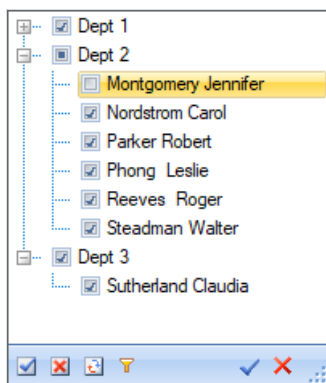 Dept 1
Dept 2
Montgomery Jennifer
Nordstrom Carol
Parker Robert
Phong  Leslie
Reeves  Roger
Steadman Walter
Dept 3
Sutherland Claudia